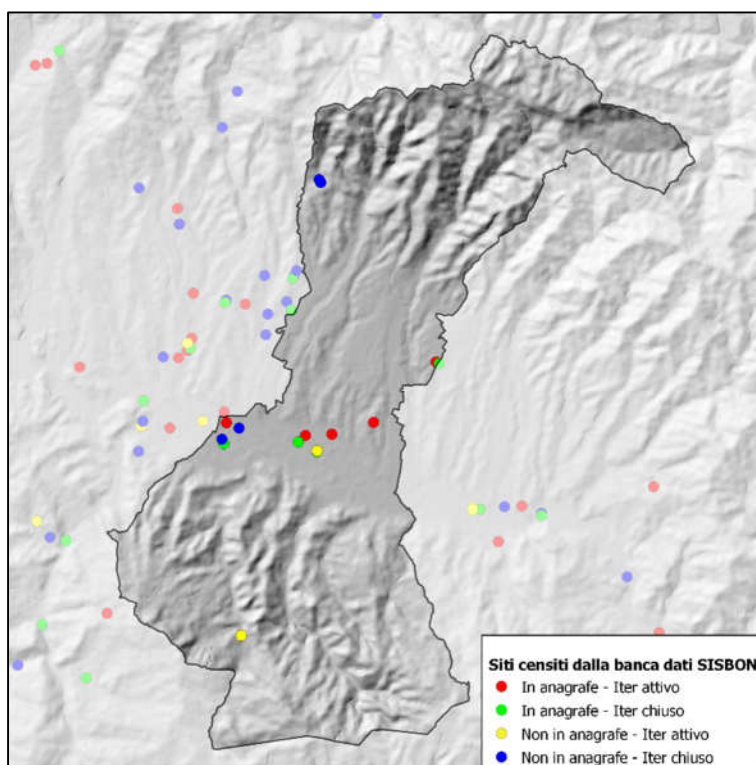 Siti censiti dalla banca dati SISBON
In anagrafe - Iter attivo
In anagrafe - Iter chiuso
Non in anagrafe - Iter attivo
Non in anagrafe - Iter chiuso